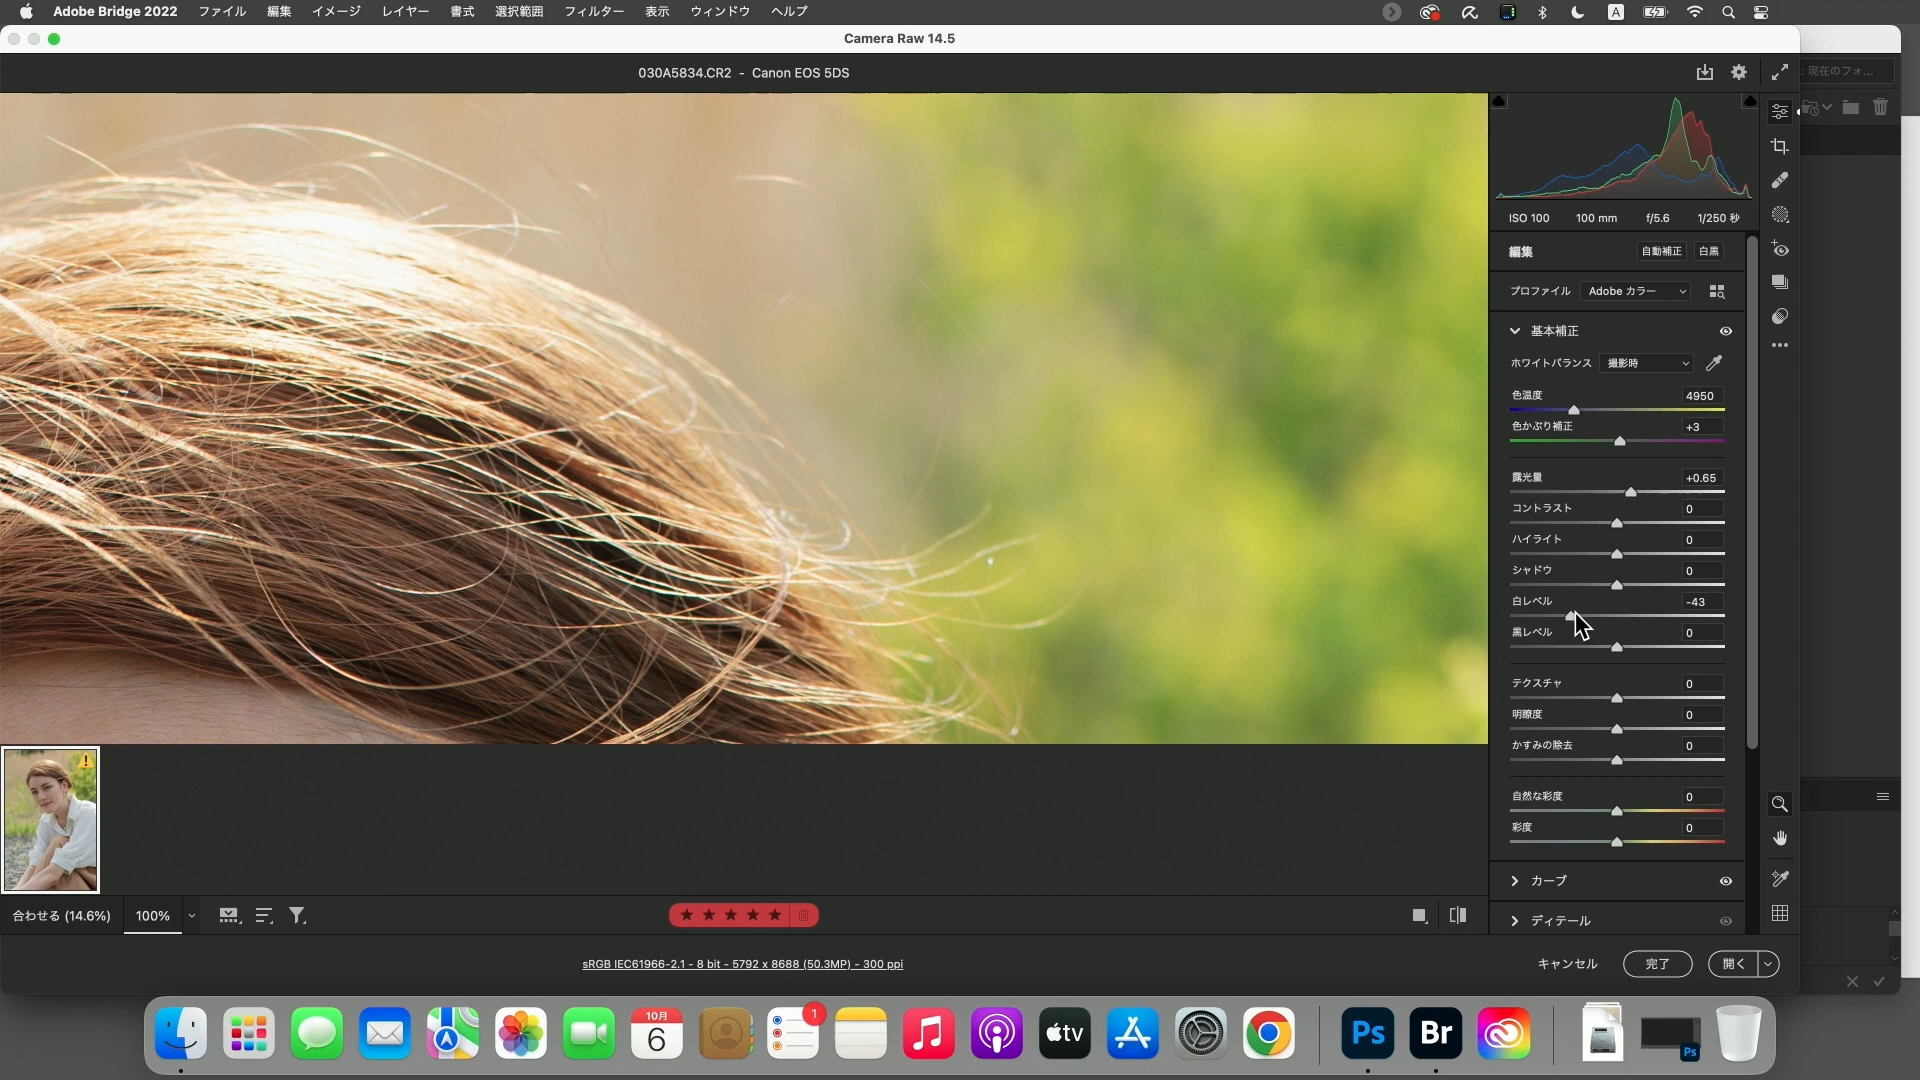 Adobe Bridge 2022 ファイル 編集 イメージ レイヤー 書式 選択範囲 フィルター 表示 ウィンドウ ヘルプ A
Camera Raw 14.5
030A5834.CR2 - Canon EOS 5DS
: 現在のフォ...
ISO 100 100 mm f/5.6 1/250 秒
編集 自動補正 白黒
プロファイル Adobe カラー
基本補正
ホワイトバランス 撮影時
色温度 4950
色かぶり補正 +3
露光量 +0.65
コントラスト 0
ハイライト 0
シャドウ 0
白レベル -43
黒レベル 0
テクスチャ 0
明瞭度 0
かすみの除去 0
自然な彩度 0
彩度 0
カーブ
ディテール
合わせる (14.6%) 100%
sRGB IEC61966-2.1 - 8 bit - 5792 x 8688 (50.3MP) - 300 ppi
キャンセル 完了 開く
10月
6
1
tv
Ps
Br
Ps